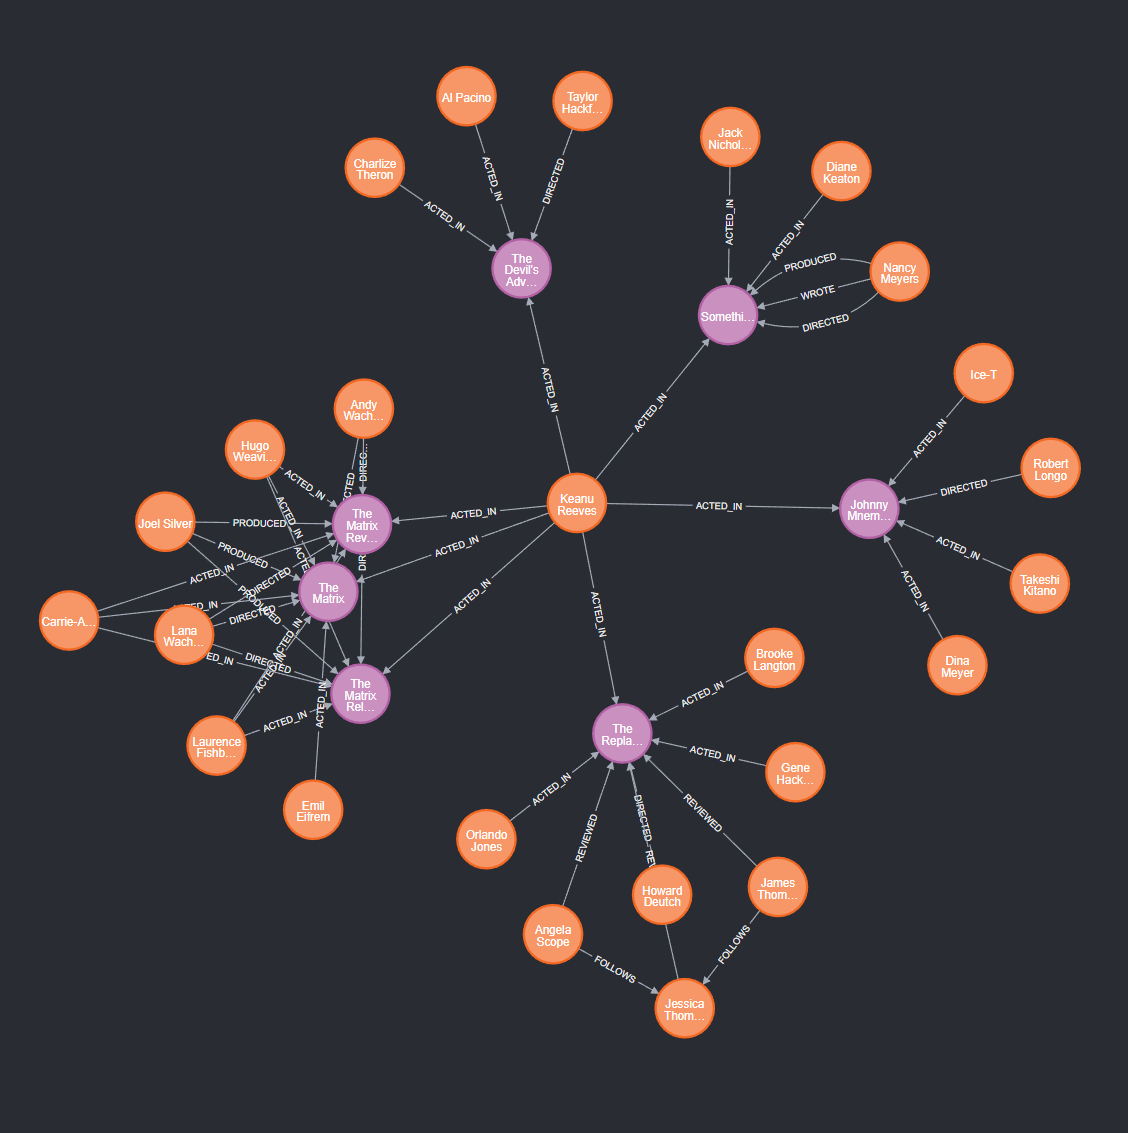 Al Pacino
Taylor
Hackf...
Jack
Nichol...
Charlize
Theron
Diane
Keaton
ACTED_IN
DIRECTED
ACTED_IN
ACTED_IN
ACTED_IN
The
Devil's
Adv...
PRODUCED
Nancy
Meyers
WROTE
Somethi...
DIRECTED
Ice-T
ACTED_IN
ACTED_IN
Andy
Wach...
Hugo
Weavi...
ACTED_IN
DIREC...
Robert
Longo
ACTED_IN
DIRECTED
Keanu
Reeves
ACTED_IN
Johnny
Mnem...
ACTED_IN
Joel Silver
PRODUCED
The
Matrix
Rev...
ACTED_IN
ACTED_IN
ACTED_IN
PRODUCED
ACTED_IN
DIRECTED
The
Matrix
ACTED_IN
ACTED_IN
ACTED_IN
Takeshi
Kitano
PRODUCED
DIRECTED
Carrie-A...
Lana
Wach...
ACTED_IN
DIRECTED
ACTED_IN
Brooke
Langton
Dina
Meyer
The
Matrix
Rel...
ACTED_IN
ACTED_IN
ACTED_IN
The
Repla...
Laurence
Fishb...
ACTED_IN
Gene
Hack...
Emil
Eifrem
ACTED_IN
REVIEWED
DIRECTED
REVIEWED
Orlando
Jones
James
Thom...
Howard
Deutch
Angela
Scope
FOLLOWS
FOLLOWS
Jessica
Thom...